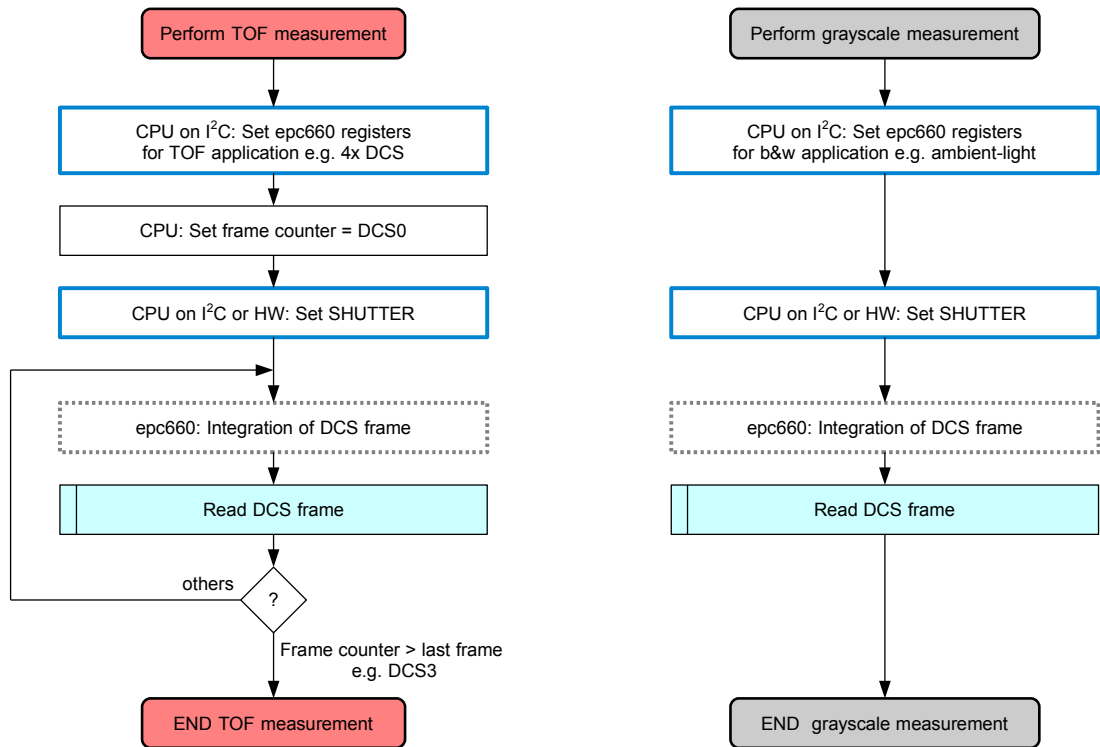 Perform TOF measurement
CPU on I²C: Set epc660 registers
for TOF application e.g. 4x DCS
CPU: Set frame counter = DCS0
CPU on I²C or HW: Set SHUTTER
epc660: Integration of DCS frame
Read DCS frame
others
?
Frame counter > last frame
e.g. DCS3
END TOF measurement
Perform grayscale measurement
CPU on I²C: Set epc660 registers
for b&w application e.g. ambient-light
CPU on I²C or HW: Set SHUTTER
epc660: Integration of DCS frame
Read DCS frame
END grayscale measurement